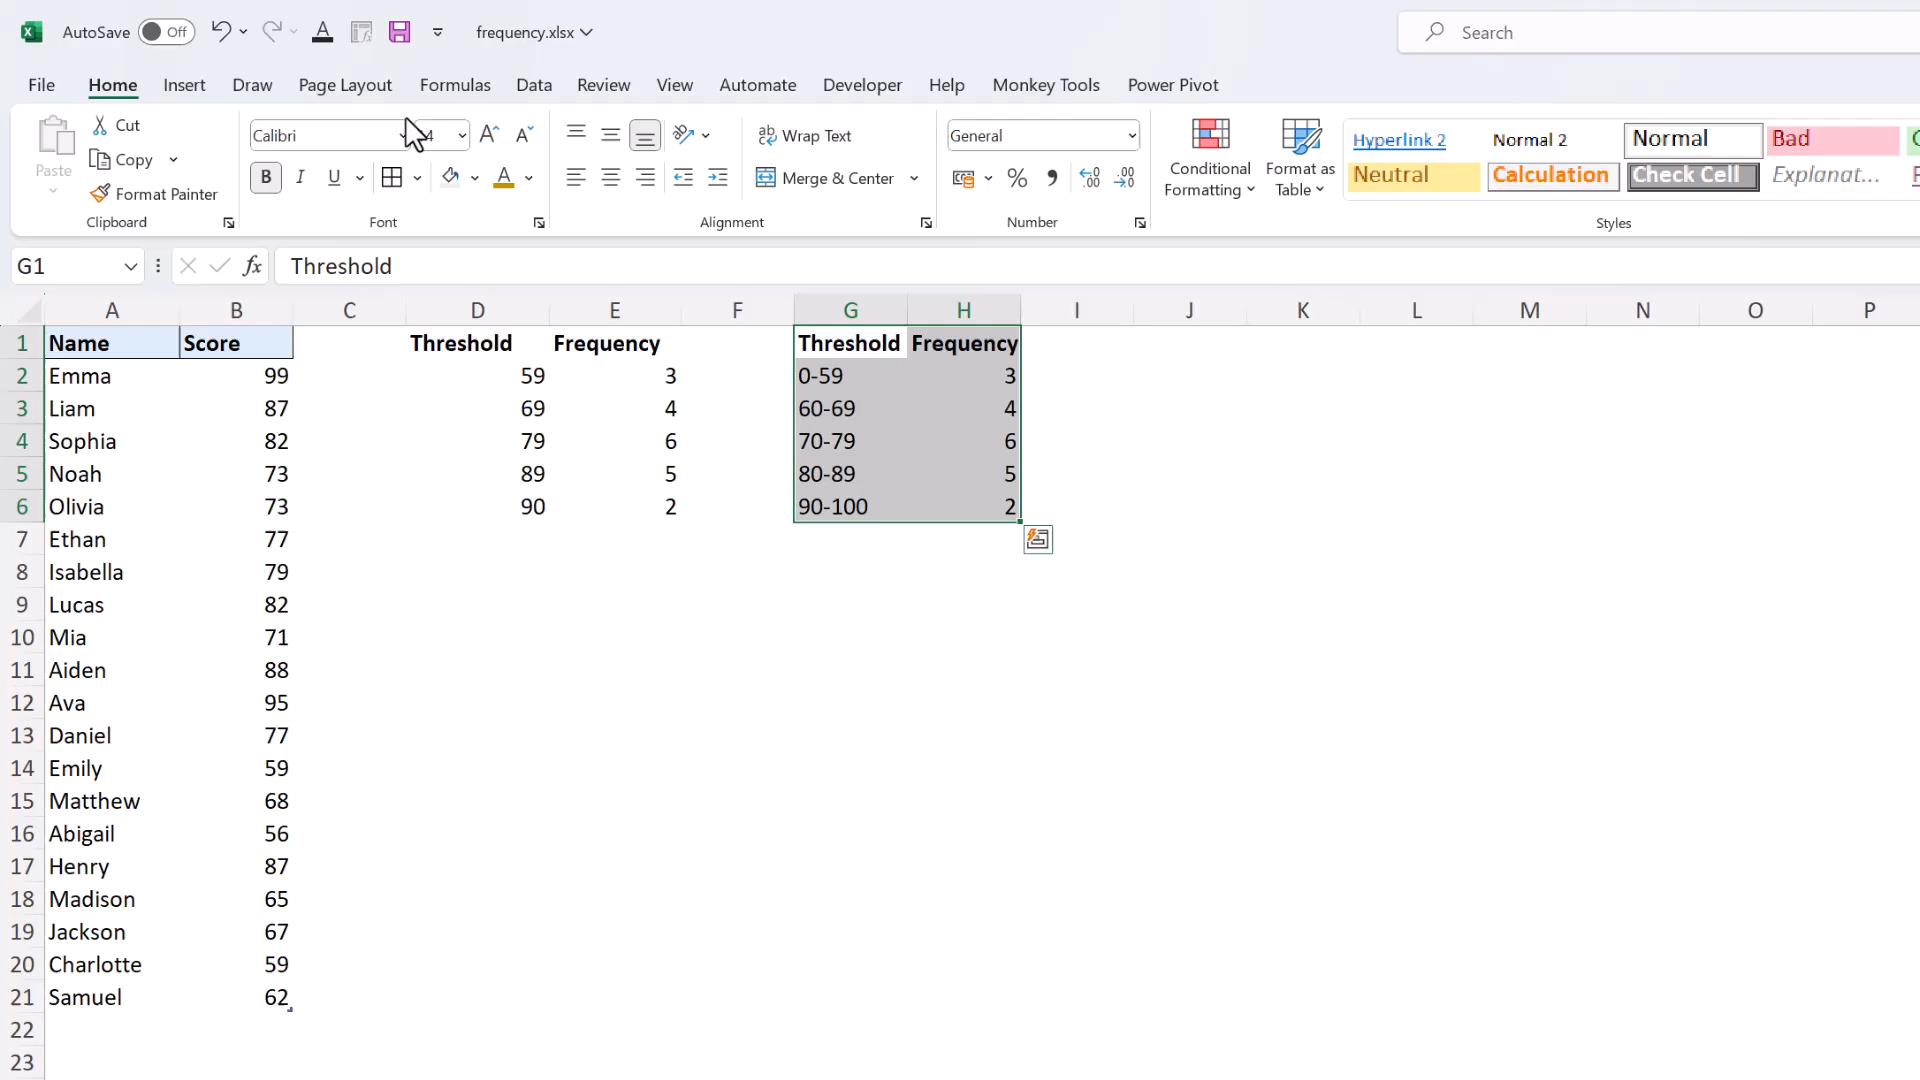 AutoSave Off frequency.xlsx Search
File Home Insert Draw Page Layout Formulas Data Review View Automate Developer Help Monkey Tools Power Pivot
Paste
Cut
Copy
Format Painter
Clipboard
Calibri
B I U
Font
Wrap Text
Merge & Center
Alignment
General
Number
Conditional Formatting
Format as Table
Hyperlink 2 Normal 2 Normal Bad
Neutral Calculation Check Cell Explanat...
Styles
G1 fx Threshold
A B C D E F G H I J K L M N O P
1 Name Score Threshold Frequency Threshold Frequency
2 Emma 99 59 3 0-59 3
3 Liam 87 69 4 60-69 4
4 Sophia 82 79 6 70-79 6
5 Noah 73 89 5 80-89 5
6 Olivia 73 90 2 90-100 2
7 Ethan 77
8 Isabella 79
9 Lucas 82
10 Mia 71
11 Aiden 88
12 Ava 95
13 Daniel 77
14 Emily 59
15 Matthew 68
16 Abigail 56
17 Henry 87
18 Madison 65
19 Jackson 67
20 Charlotte 59
21 Samuel 62
22
23